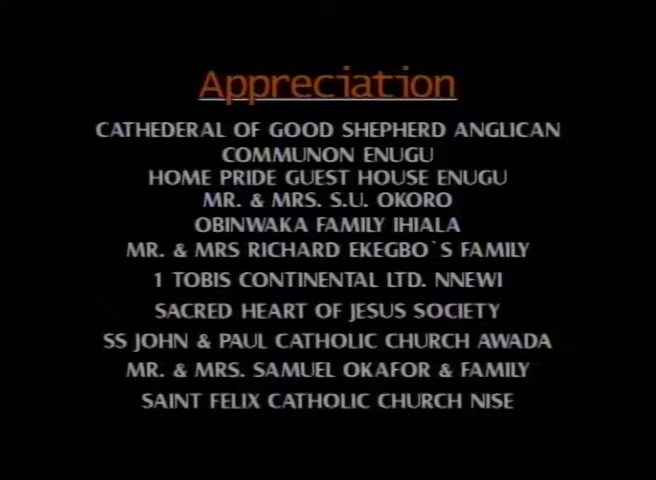 Appreciation
CATHEDERAL OF GOOD SHEPHERD ANGLICAN
COMMUNON ENUGU
HOME PRIDE GUEST HOUSE ENUGU
MR. & MRS. S.U. OKORO
OBINWAKA FAMILY IHIALA
MR. & MRS RICHARD EKEGBO`S FAMILY
1 TOBIS CONTINENTAL LTD. NNEWI
SACRED HEART OF JESUS SOCIETY
SS JOHN & PAUL CATHOLIC CHURCH AWADA
MR. & MRS. SAMUEL OKAFOR & FAMILY
SAINT FELIX CATHOLIC CHURCH NISE